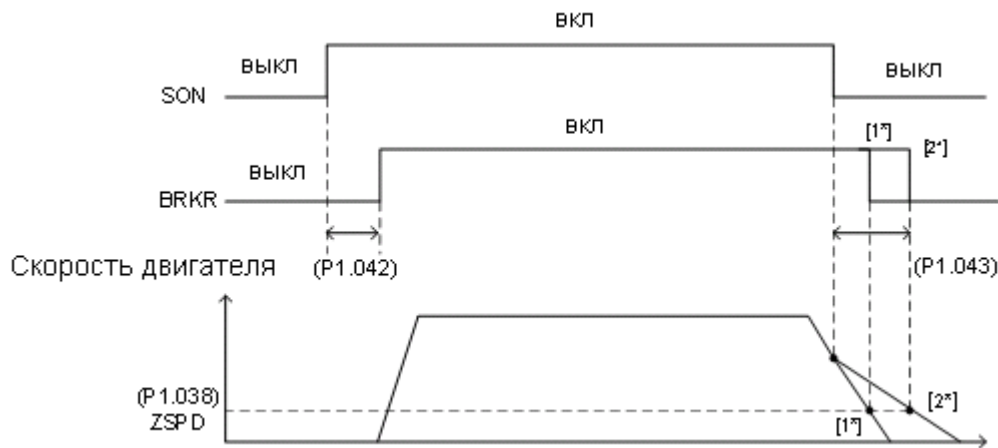 ВКЛ
ВЫКЛ
ВЫКЛ
SON
ВКЛ
[1*]
[2*]
ВЫКЛ
BRKR
Скорость двигателя
(P1.042)
(P1.043)
(P1.038)
ZSPD
[2*]
[1*]